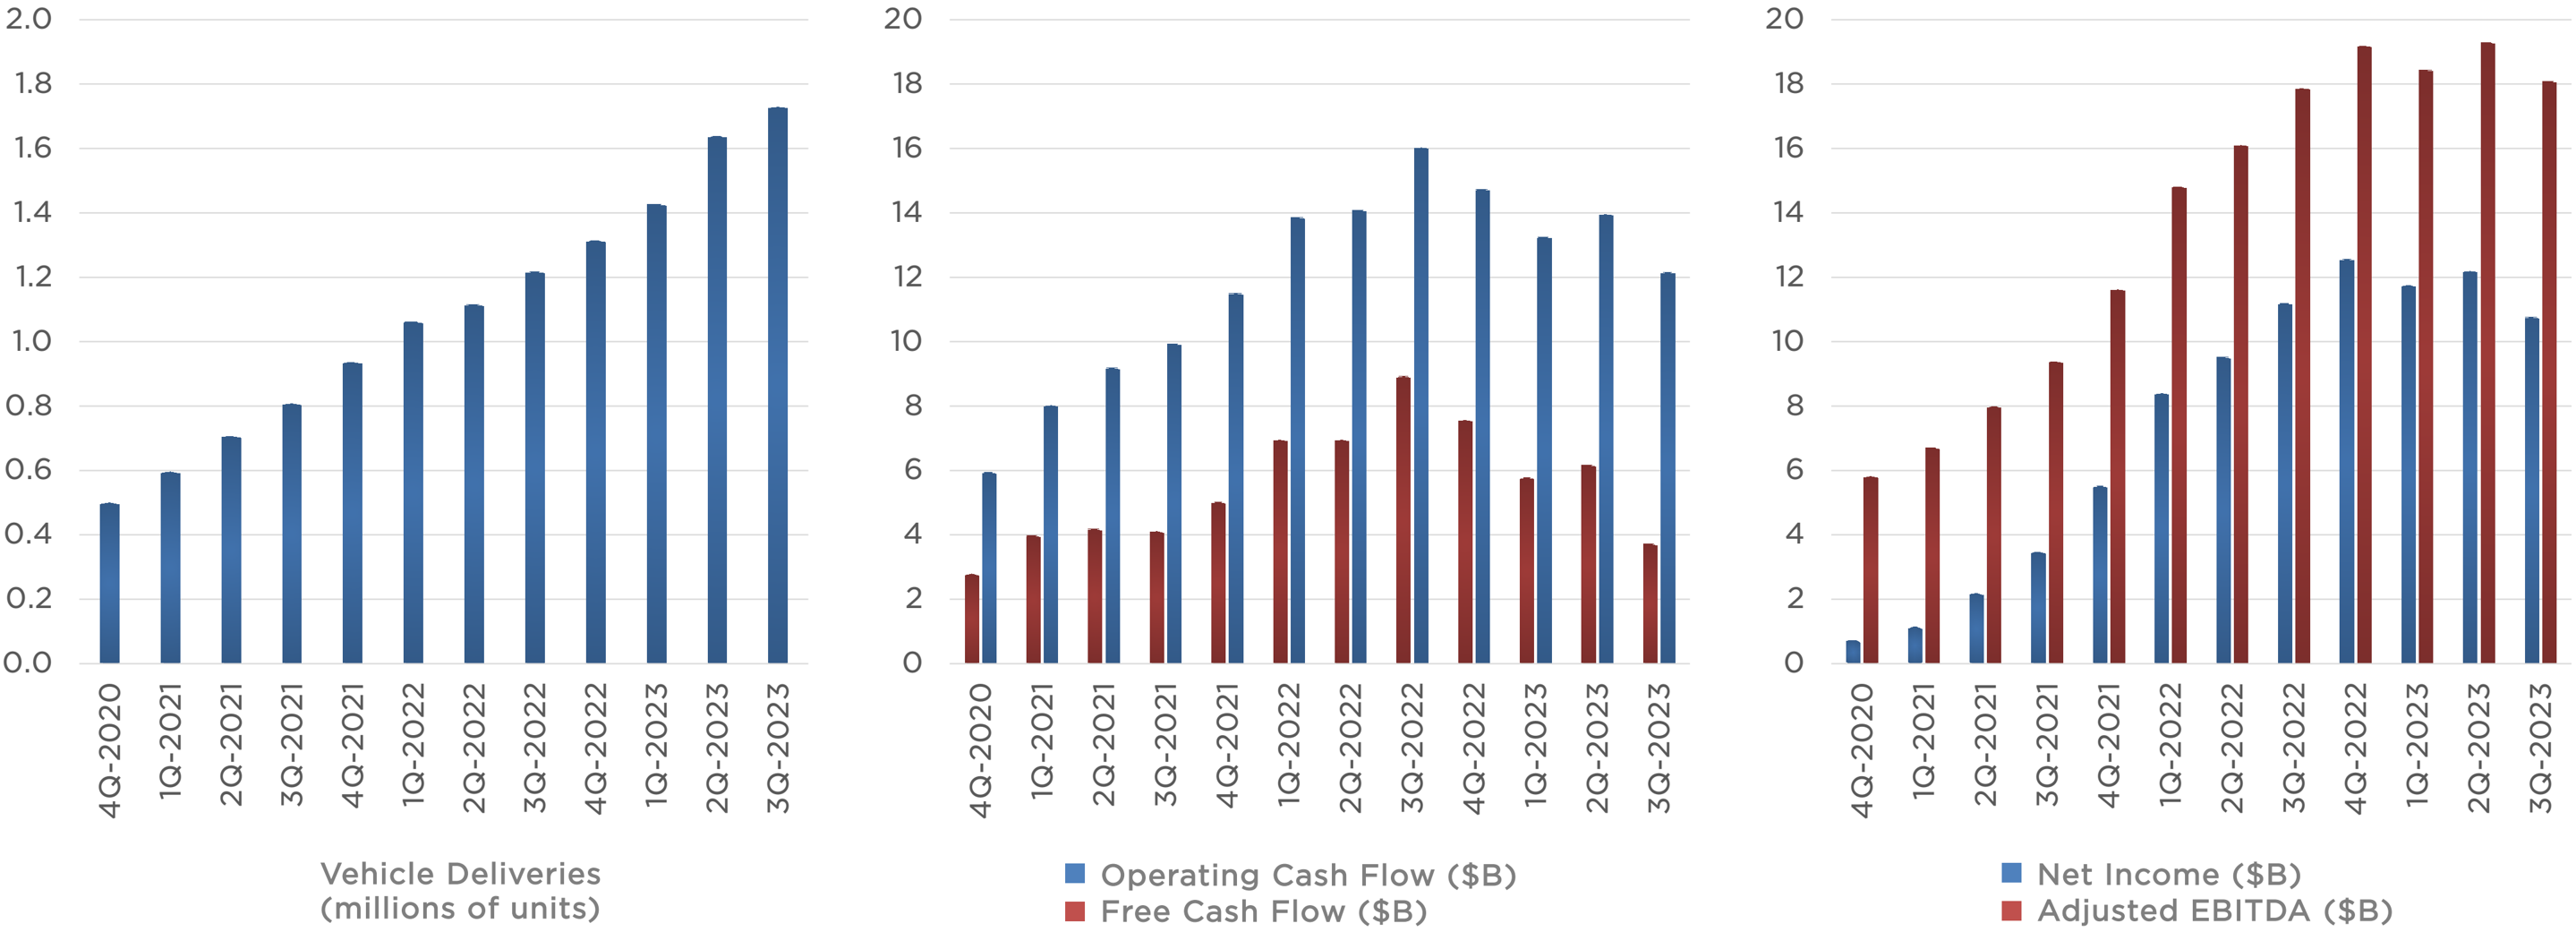 2.0
1.8
1.6
1.4
1.2
1.0
0.8
0.6
0.4
0.2
0.0
4Q-2020
1Q-2021
2Q-2021
3Q-2021
4Q-2021
1Q-2022
2Q-2022
3Q-2022
4Q-2022
1Q-2023
2Q-2023
3Q-2023
Vehicle Deliveries
(millions of units)
20
18
16
14
12
10
8
6
4
2
0
4Q-2020
1Q-2021
2Q-2021
3Q-2021
4Q-2021
1Q-2022
2Q-2022
3Q-2022
4Q-2022
1Q-2023
2Q-2023
3Q-2023
Operating Cash Flow ($B)
Free Cash Flow ($B)
20
18
16
14
12
10
8
6
4
2
0
4Q-2020
1Q-2021
2Q-2021
3Q-2021
4Q-2021
1Q-2022
2Q-2022
3Q-2022
4Q-2022
1Q-2023
2Q-2023
3Q-2023
Net Income ($B)
Adjusted EBITDA ($B)